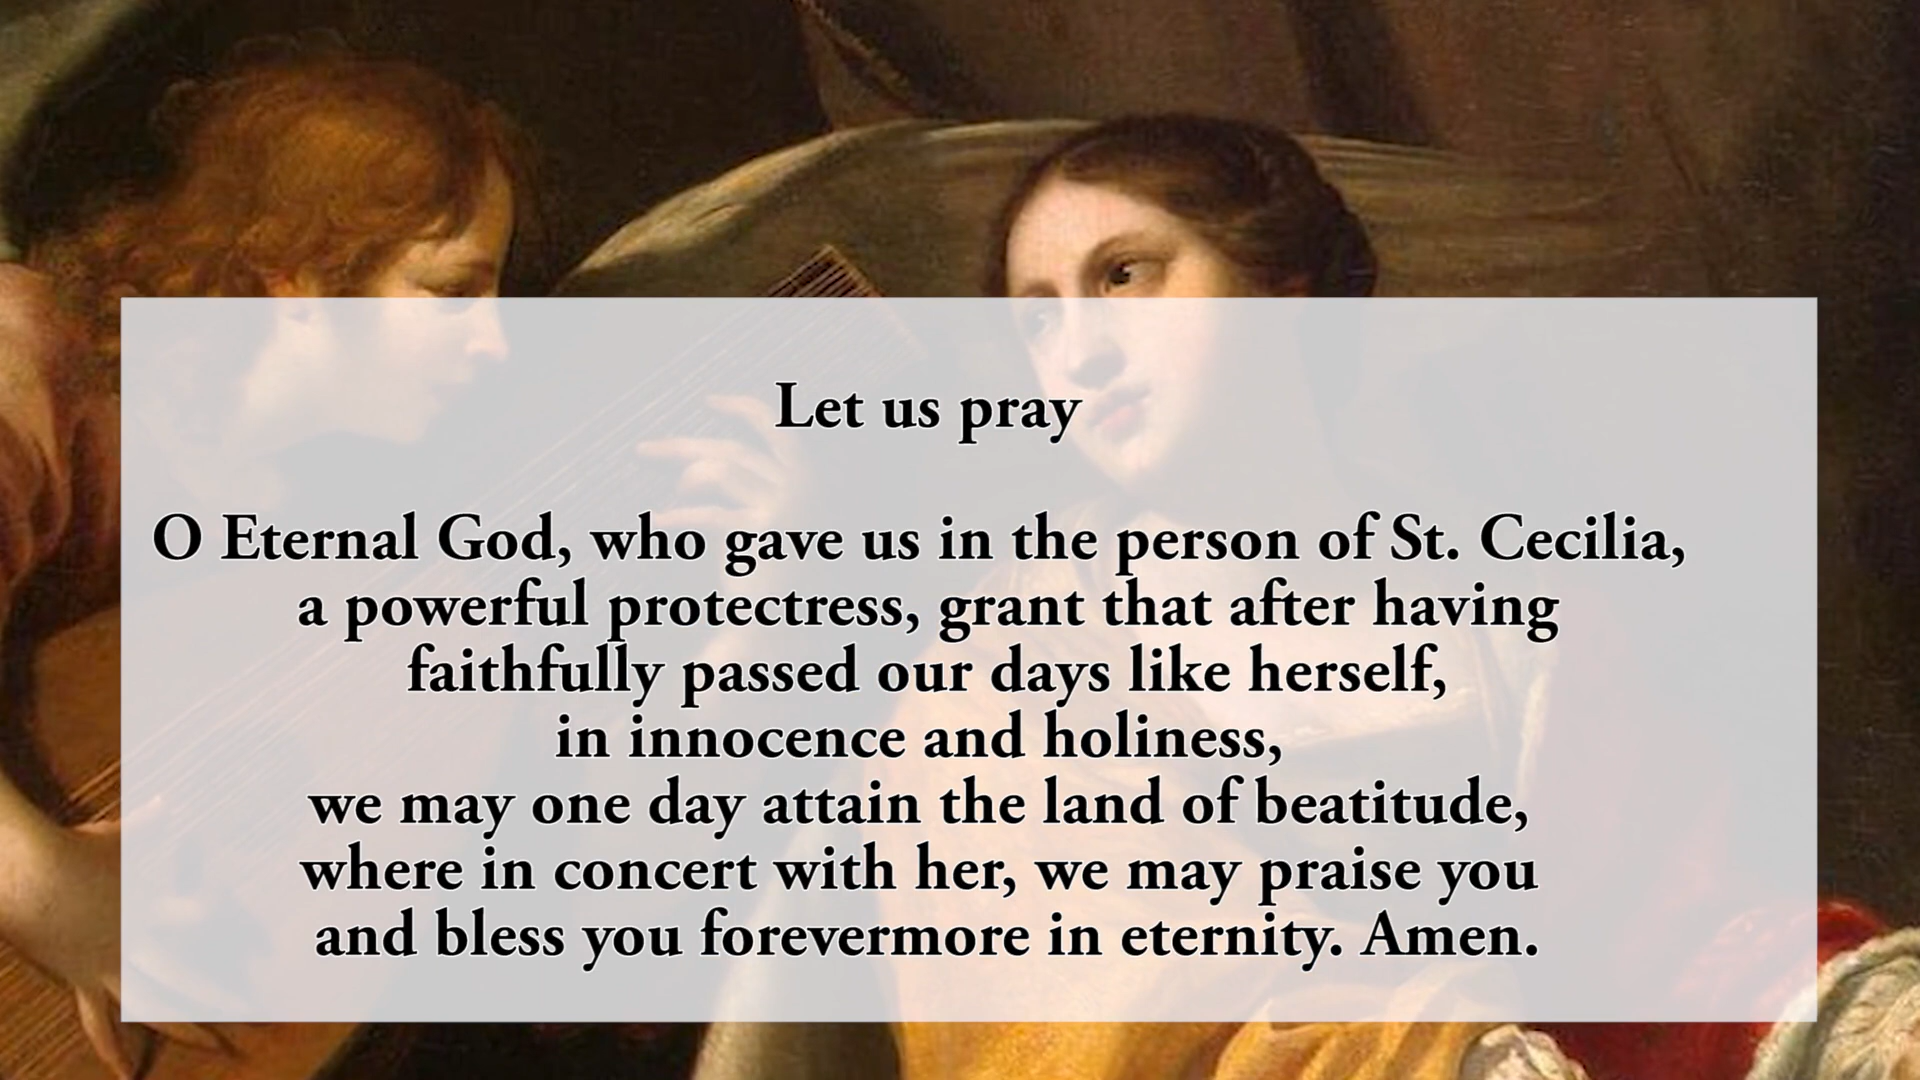 Let us pray
O Eternal God, who gave us in the person of St. Cecilia,
a powerful protectress, grant that after having
faithfully passed our days like herself,
in innocence and holiness,
we may one day attain the land of beatitude,
where in concert with her, we may praise you
and bless you forevermore in eternity. Amen.